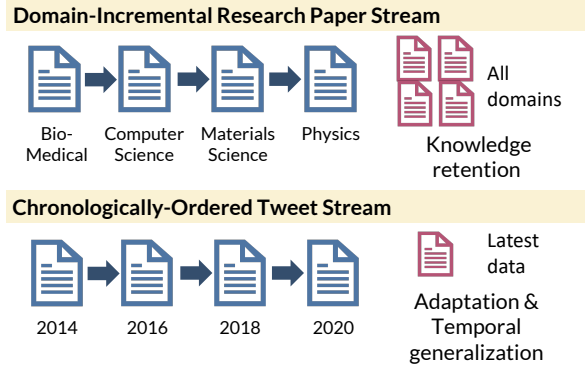 Domain-Incremental Research Paper Stream
Bio-
Medical
Computer
Science
Materials
Science
Physics
All
domains
Knowledge
retention
Chronologically-Ordered Tweet Stream
2014
2016
2018
2020
Latest
data
Adaptation &
Temporal
generalization